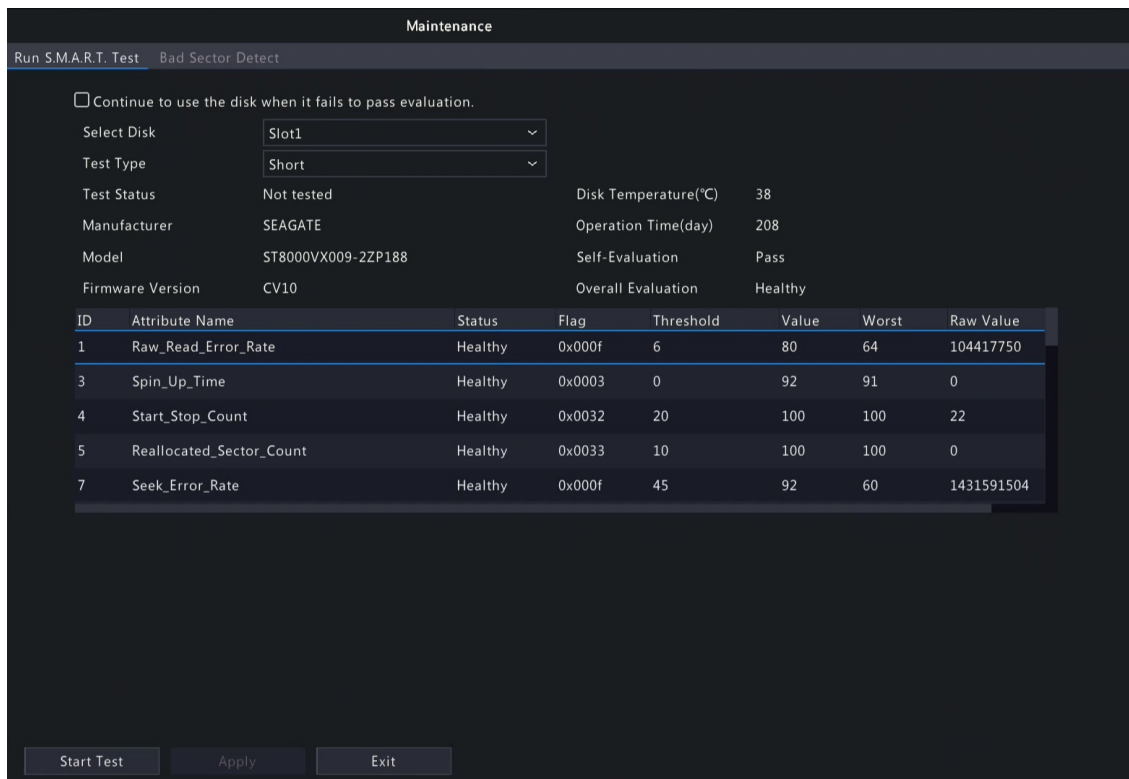 Maintenance
Run S.M.A.R.T. Test Bad Sector Detect
Continue to use the disk when it fails to pass evaluation.
Select Disk Slot1
Test Type Short
Test Status Not tested Disk Temperature(℃) 38
Manufacturer SEAGATE Operation Time(day) 208
Model ST8000VX009-2ZP188 Self-Evaluation Pass
Firmware Version CV10 Overall Evaluation Healthy
ID Attribute Name Status Flag Threshold Value Worst Raw Value
1 Raw_Read_Error_Rate Healthy 0x000f 6 80 64 104417750
3 Spin_Up_Time Healthy 0x0003 0 92 91 0
4 Start_Stop_Count Healthy 0x0032 20 100 100 22
5 Reallocated_Sector_Count Healthy 0x0033 10 100 100 0
7 Seek_Error_Rate Healthy 0x000f 45 92 60 1431591504
Start Test Apply Exit